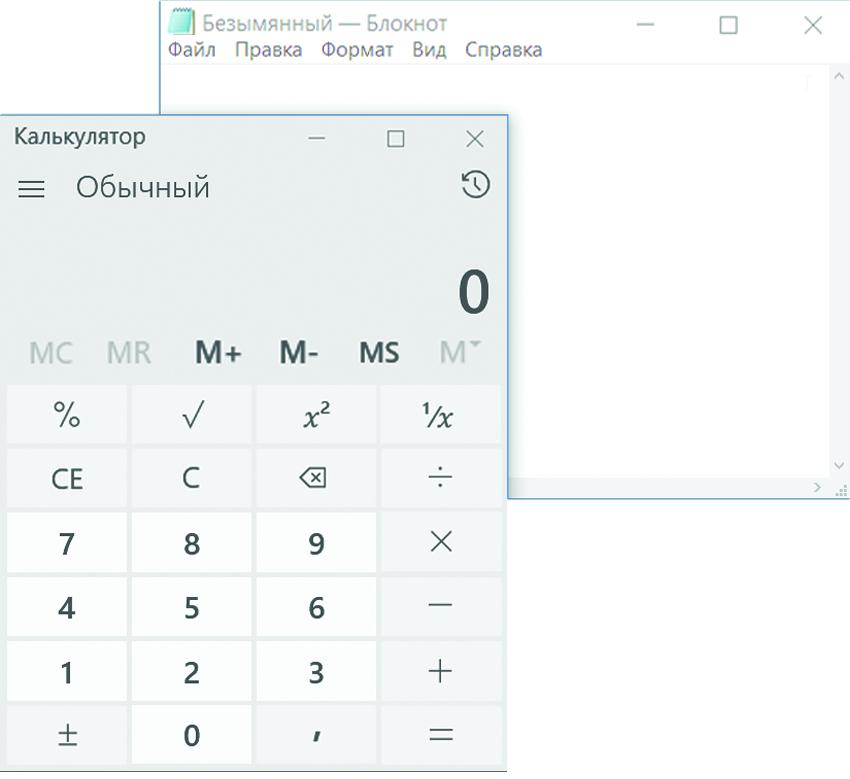 Безымянный — Блокнот
Файл Правка Формат Вид Справка
Калькулятор
Обычный
0
MC MR M+ M- MS M
% √ x² ¹/x
CE C ÷
7 8 9 ×
4 5 6 −
1 2 3 +
± 0 , =